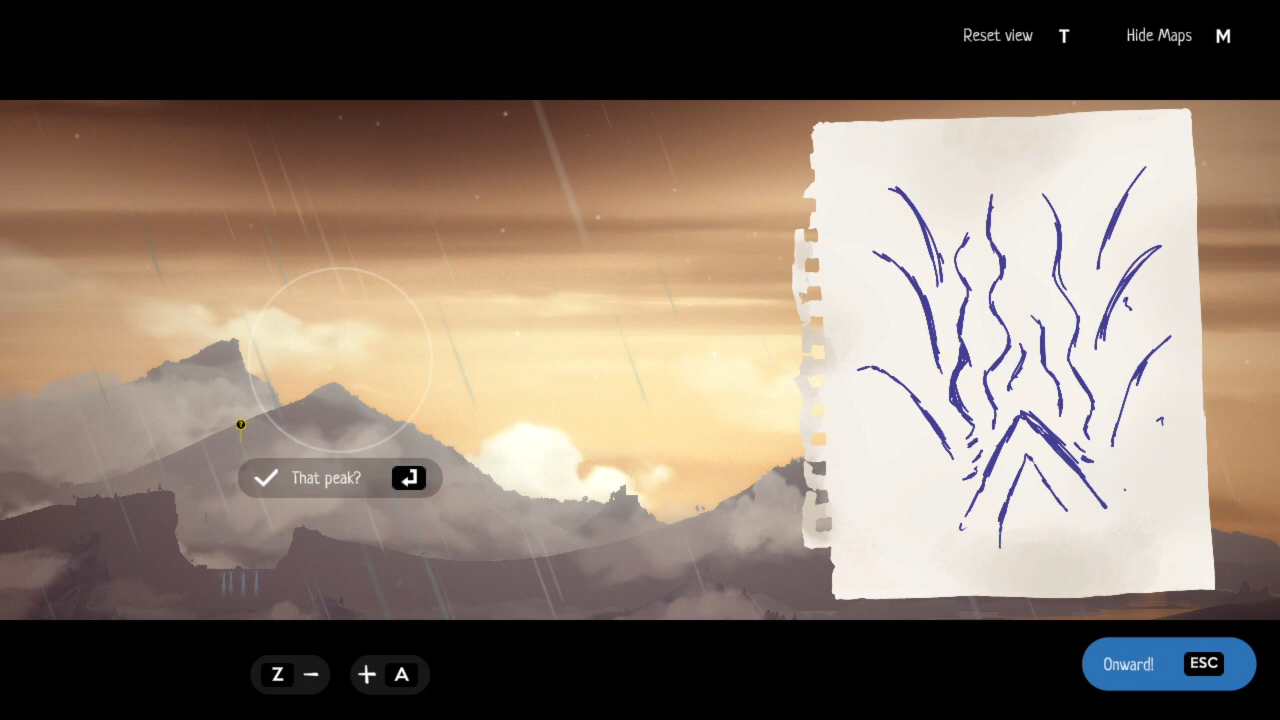 Reset view T
Hide Maps M
That peak?
Z −
+ A
Onward! ESC